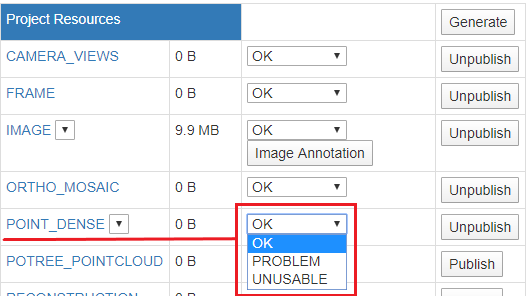 Project Resources Generate
CAMERA_VIEWS 0 B OK Unpublish
FRAME 0 B OK Unpublish
IMAGE 9.9 MB OK Unpublish
Image Annotation
ORTHO_MOSAIC 0 B OK Unpublish
POINT_DENSE 0 B OK Unpublish
OK
POTREE_POINTCLOUD 0 B PROBLEM Publish
UNUSABLE
RECONSTRUCTION